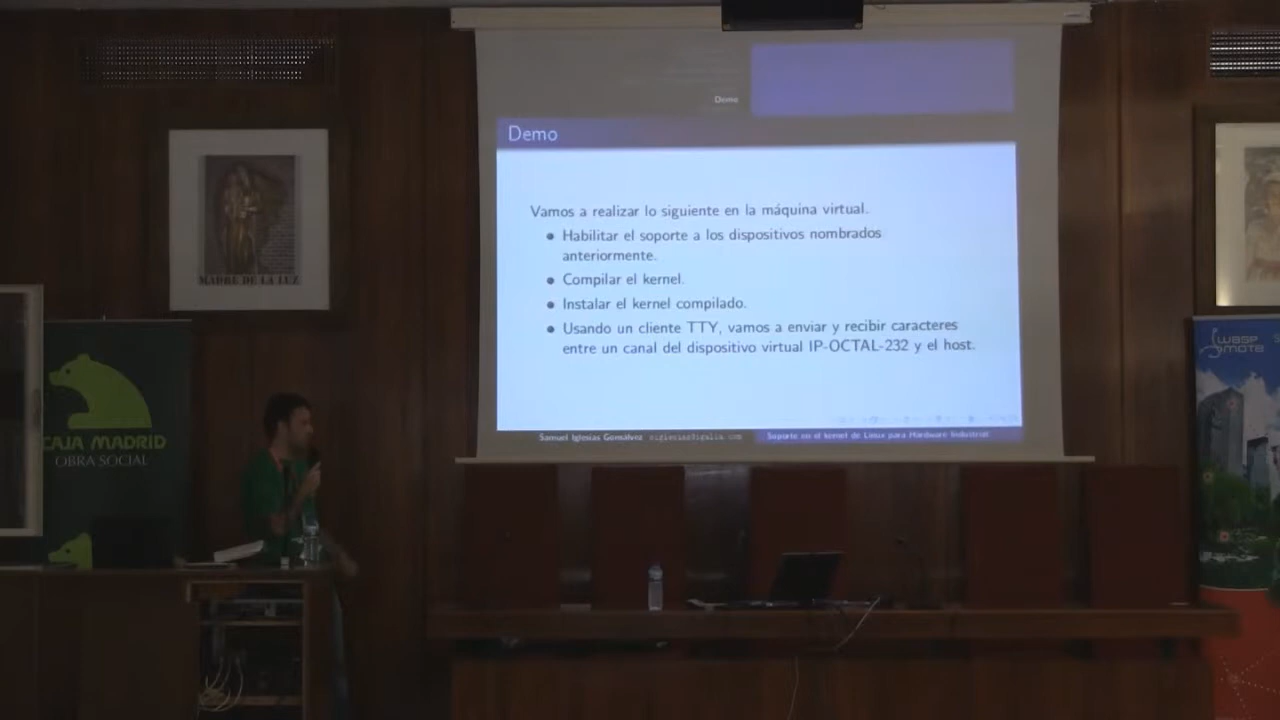 Demo
Demo
Vamos a realizar lo siguiente en la máquina virtual.
Habilitar el soporte a los dispositivos nombrados
anteriormente.
Compilar el kernel.
Instalar el kernel compilado.
Usando un cliente TTY, vamos a enviar y recibir caracteres
entre un canal del dispositivo virtual IP-OCTAL-232 y el host.
Samuel Iglesias Gonsálvez siglesias@igalia.com
Soporte en el kernel de Linux para Hardware Industrial
MADRE DE LA LUZ
CAJA MADRID
OBRA SOCIAL
wasp
mote